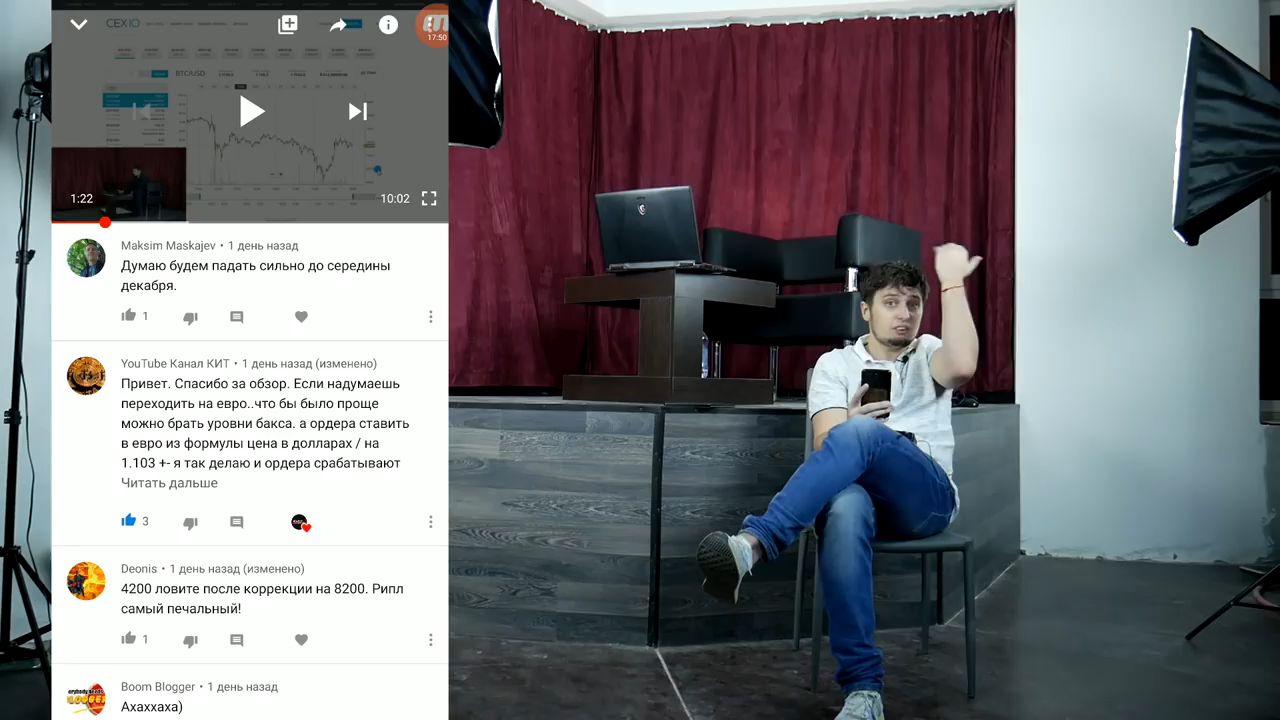 CEX IO
17:50
BTC/USD
1:22
10:02
Maksim Maskajev • 1 день назад
Думаю будем падать сильно до середины
декабря.
1
YouTube Канал КИТ • 1 день назад (изменено)
Привет. Спасибо за обзор. Если надумаешь
переходить на евро..что бы было проще
можно брать уровни бакса. а ордера ставить
в евро из формулы цена в долларах / на
1.103 +- я так делаю и ордера срабатывают
Читать дальше
3
Deonis • 1 день назад (изменено)
4200 ловите после коррекции на 8200. Рипл
самый печальный!
1
Boom Blogger • 1 день назад
Ахаххаха)